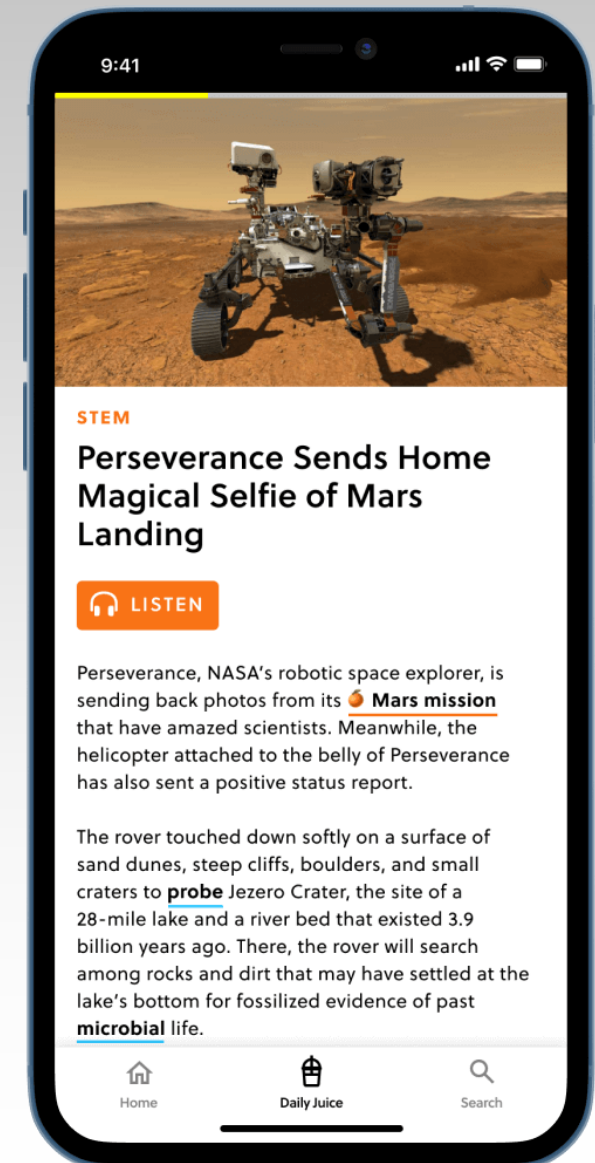 9:41
STEM
Perseverance Sends Home
Magical Selfie of Mars
Landing
LISTEN
Perseverance, NASA’s robotic space explorer, is
sending back photos from its 🍊 Mars mission
that have amazed scientists. Meanwhile, the
helicopter attached to the belly of Perseverance
has also sent a positive status report.
The rover touched down softly on a surface of
sand dunes, steep cliffs, boulders, and small
craters to probe Jezero Crater, the site of a
28-mile lake and a river bed that existed 3.9
billion years ago. There, the rover will search
among rocks and dirt that may have settled at the
lake’s bottom for fossilized evidence of past
microbial life.
Home
Daily Juice
Search